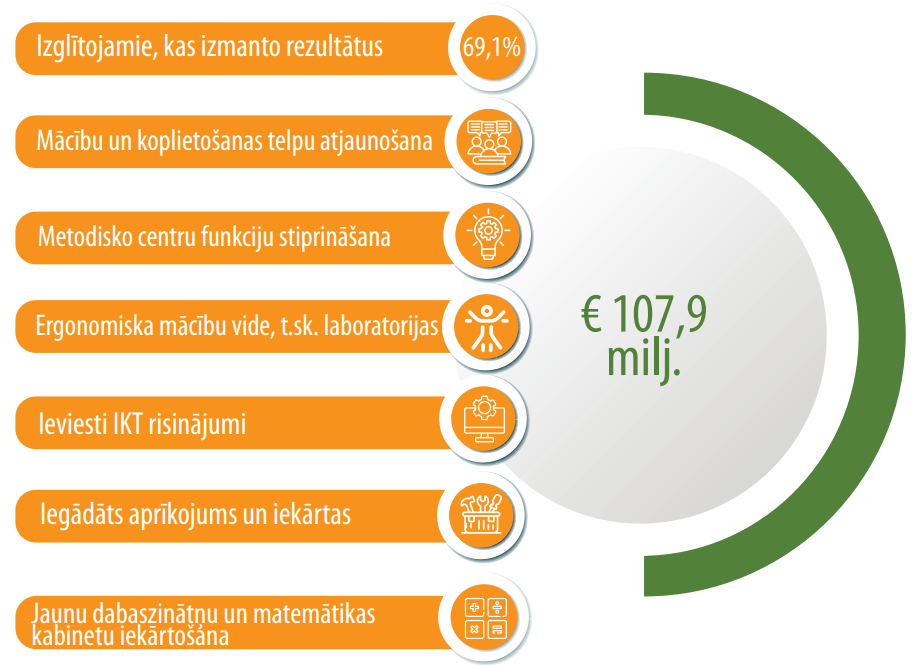 Izglītojamie, kas izmanto rezultātus
69,1%
Mācību un koplietošanas telpu atjaunošana
Metodisko centru funkciju stiprināšana
Ergonomiska mācību vide, t.sk. laboratorijas
Ieviesti IKT risinājumi
Iegādāts aprīkojums un iekārtas
Jaunu dabaszinātņu un matemātikas
kabinetu iekārtošana
€ 107,9
milj.